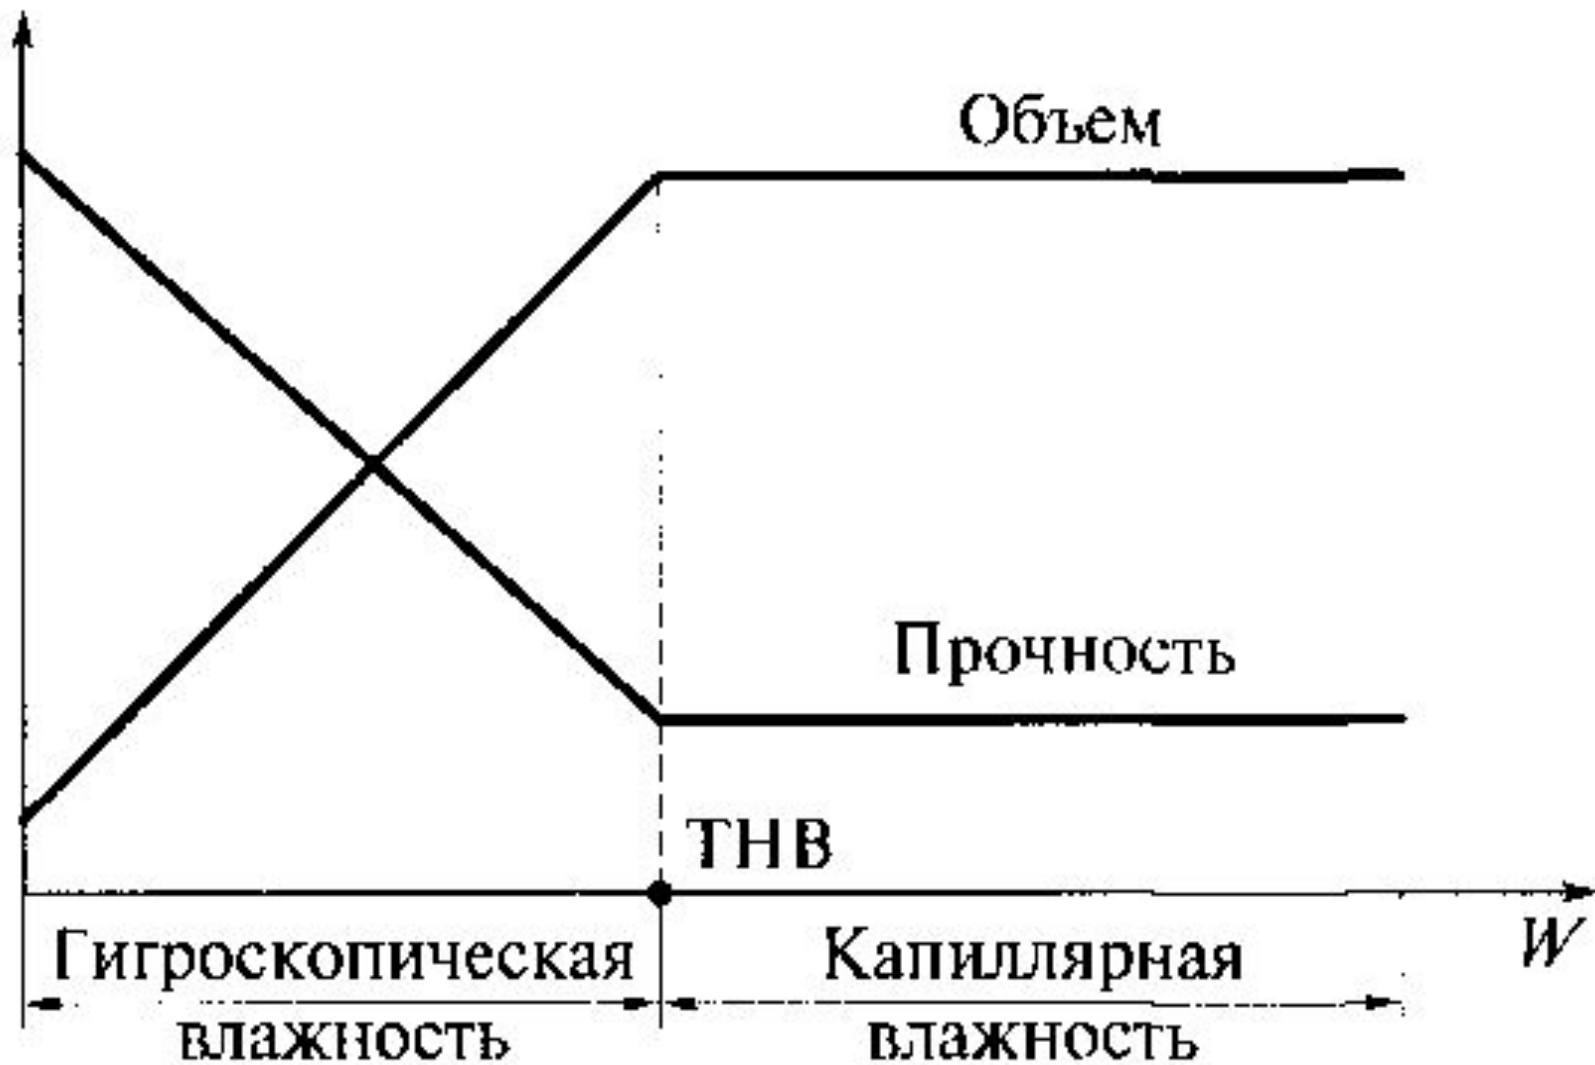 Объем
Прочность
ТНВ
Гигроскопическая
влажность
Капиллярная
влажность
W